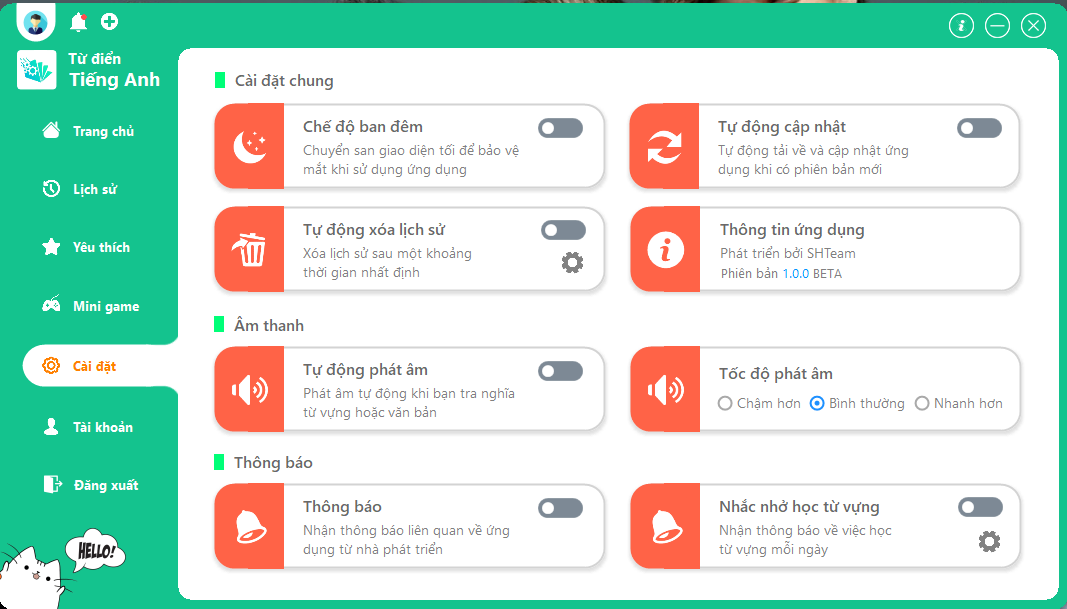 Từ điển
Tiếng Anh
Trang chủ
Lịch sử
Yêu thích
Mini game
Cài đặt
Tài khoản
Đăng xuất
HELLO!
Cài đặt chung
Chế độ ban đêm
Chuyển san giao diện tối để bảo vệ
mắt khi sử dụng ứng dụng
Tự động cập nhật
Tự động tải về và cập nhật ứng
dụng khi có phiên bản mới
Tự động xóa lịch sử
Xóa lịch sử sau một khoảng
thời gian nhất định
Thông tin ứng dụng
Phát triển bởi SHTeam
Phiên bản 1.0.0 BETA
Âm thanh
Tự động phát âm
Phát âm tự động khi bạn tra nghĩa
từ vựng hoặc văn bản
Tốc độ phát âm
Chậm hơn Bình thường Nhanh hơn
Thông báo
Thông báo
Nhận thông báo liên quan về ứng
dụng từ nhà phát triển
Nhắc nhở học từ vựng
Nhận thông báo về việc học
từ vựng mỗi ngày